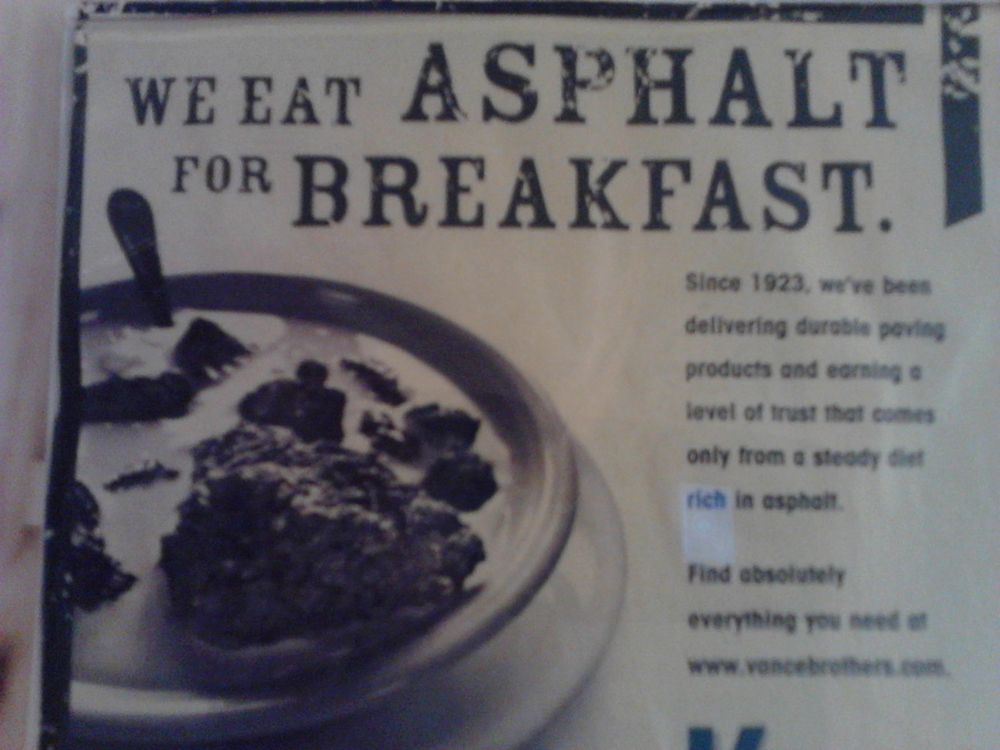 WE EAT ASPHALT
FOR BREAKFAST.
Since 1923, we've been
delivering durable paving
products and earning a
level of trust that comes
only from a steady diet
rich in asphalt.
Find absolutely
everything you need at
www.vancebrothers.com.